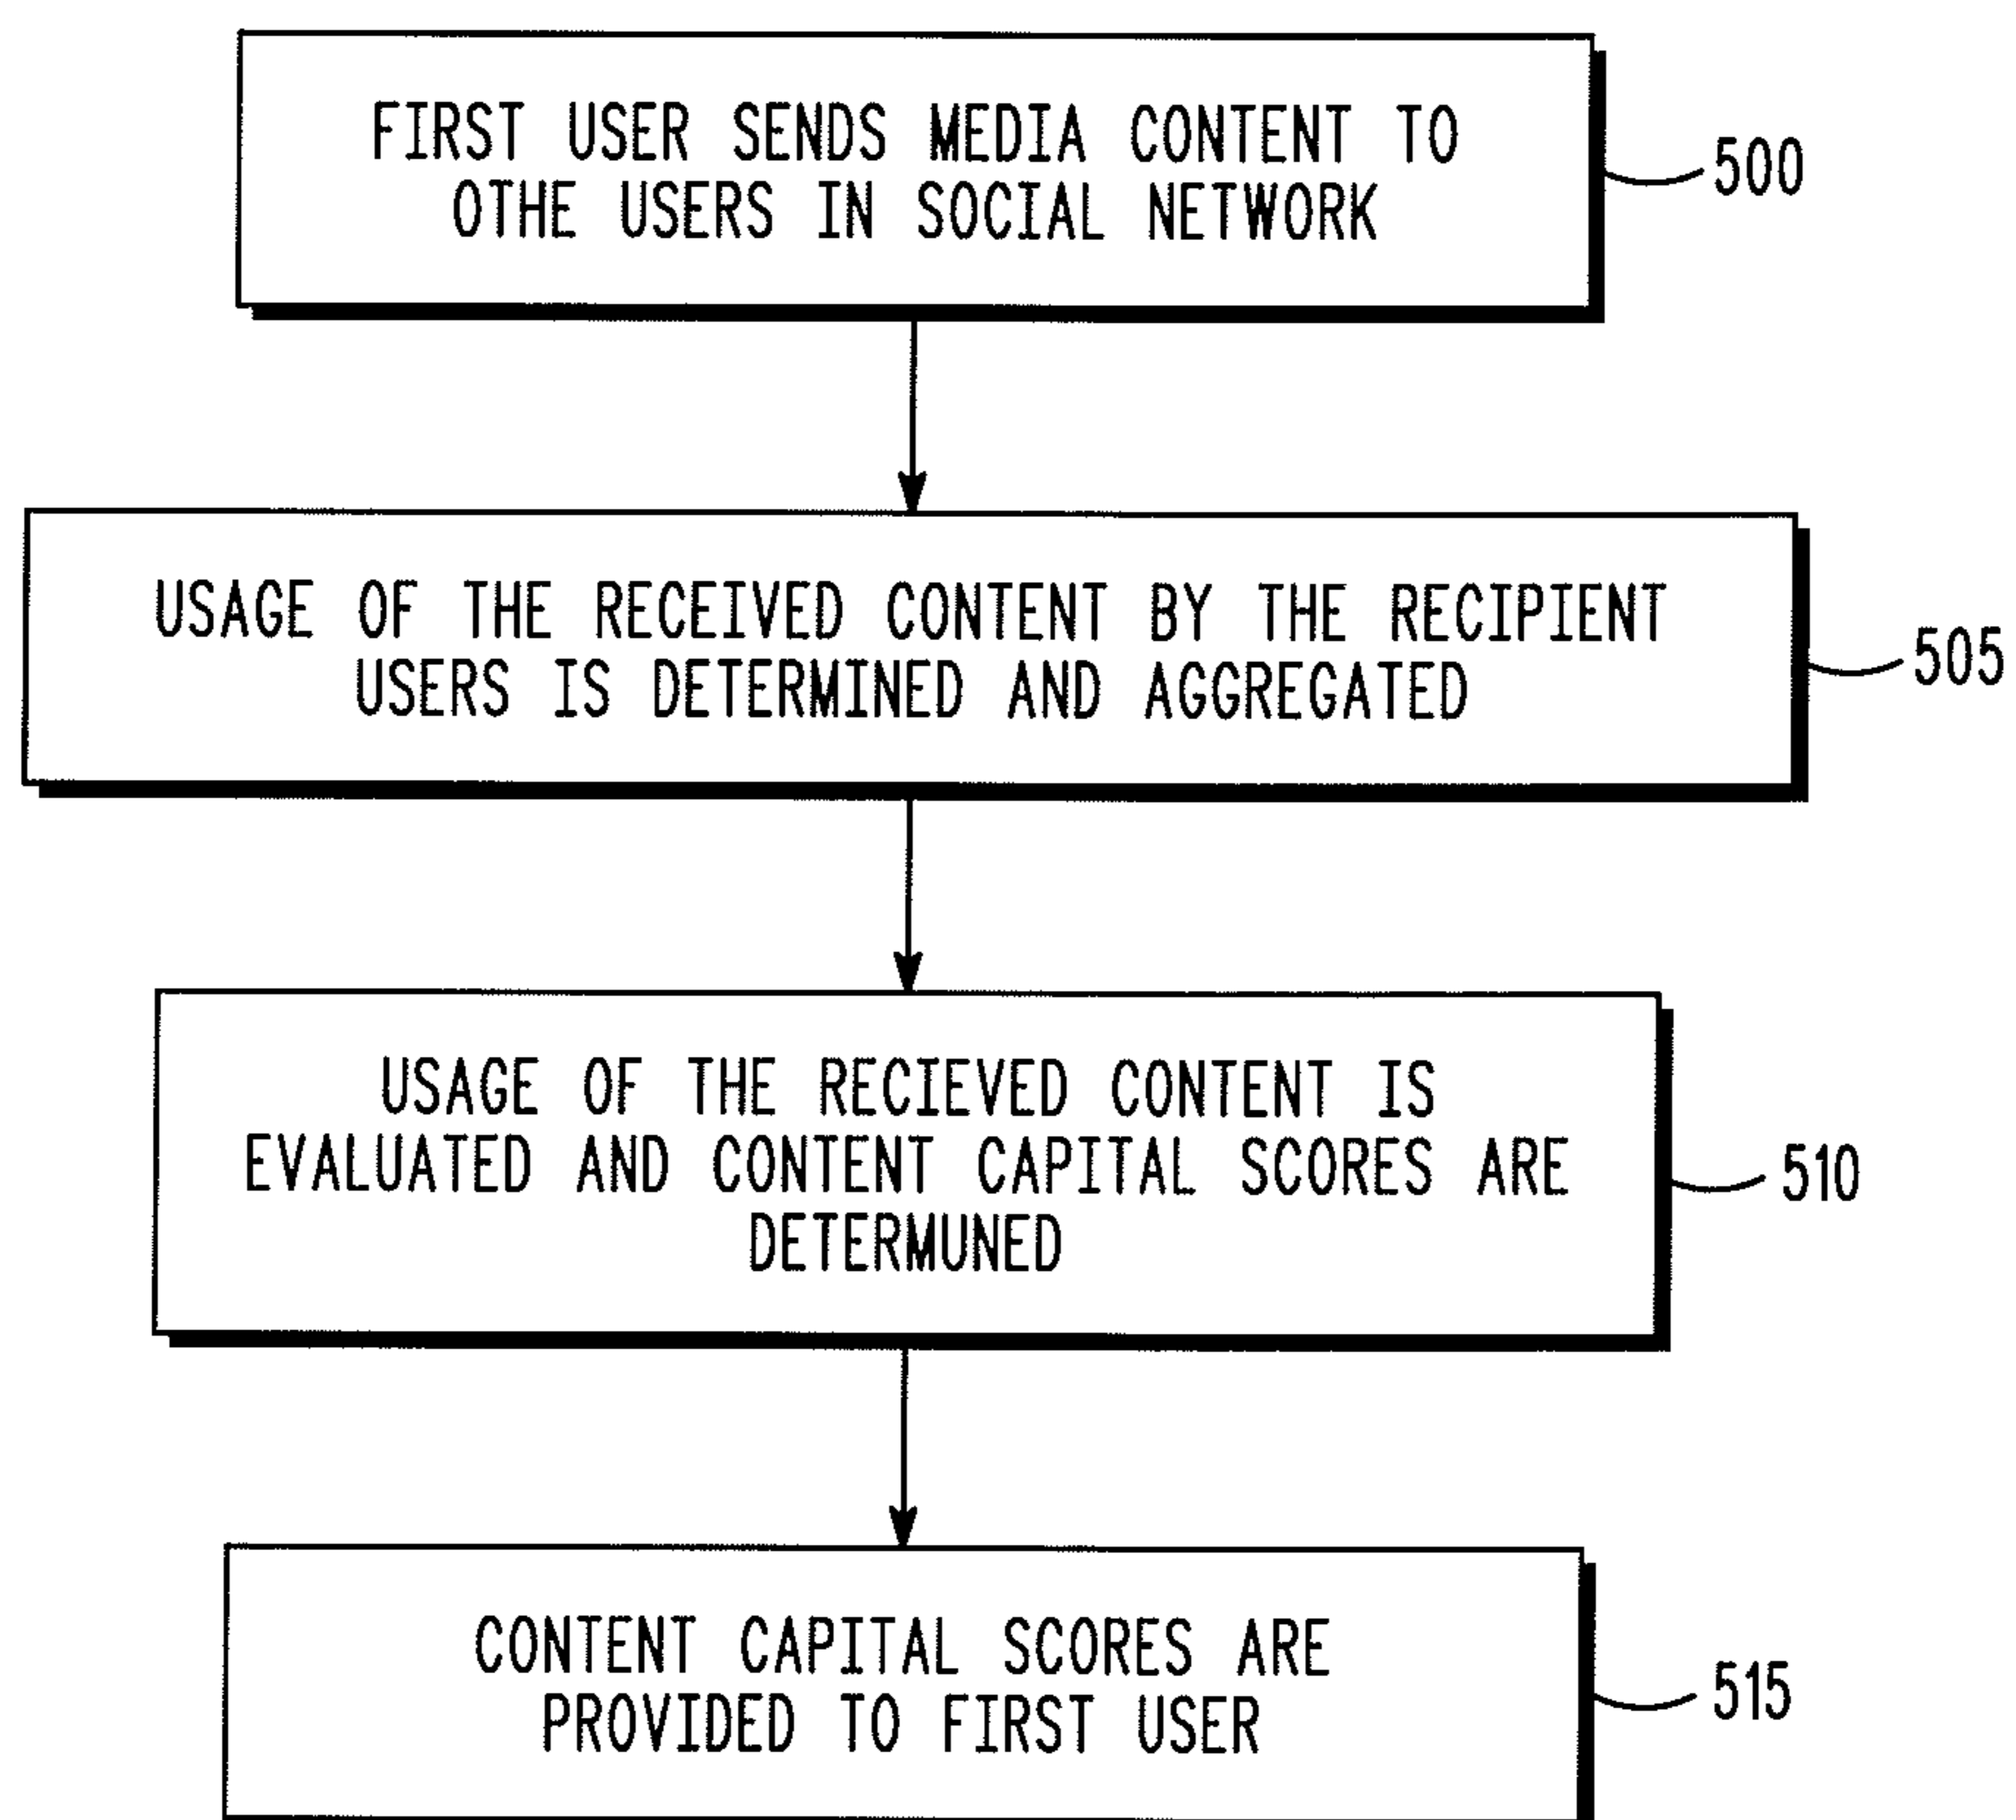 FIRST USER SENDS MEDIA CONTENT TO
OTHE USERS IN SOCIAL NETWORK
500
USAGE OF THE RECEIVED CONTENT BY THE RECIPIENT
USERS IS DETERMINED AND AGGREGATED
505
USAGE OF THE RECIEVED CONTENT IS
EVALUATED AND CONTENT CAPITAL SCORES ARE
DETERMUNED
510
CONTENT CAPITAL SCORES ARE
PROVIDED TO FIRST USER
515